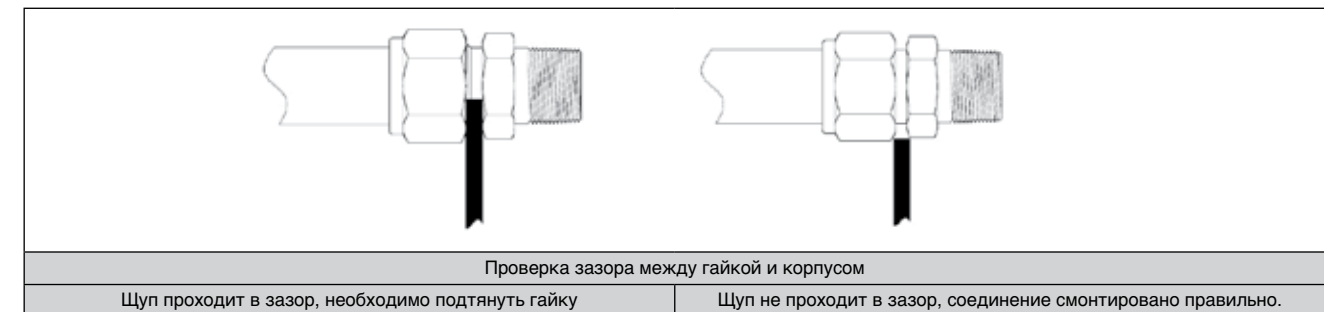 Проверка зазора между гайкой и корпусом
Щуп проходит в зазор, необходимо подтянуть гайку
Щуп не проходит в зазор, соединение смонтировано правильно.